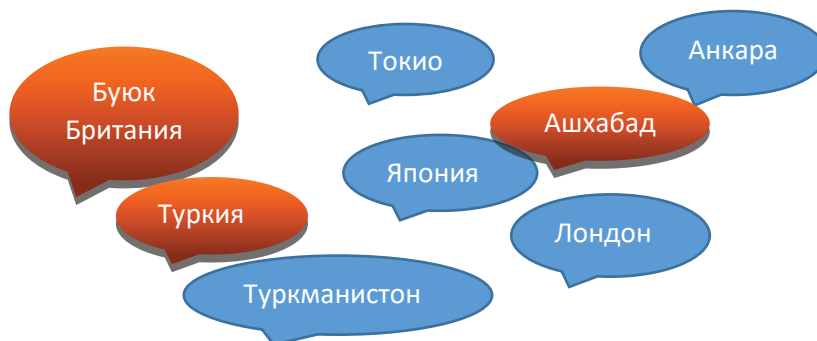 Токио
Анкара
Буюк
Британия
Ашхабад
Япония
Туркия
Лондон
Туркманистон